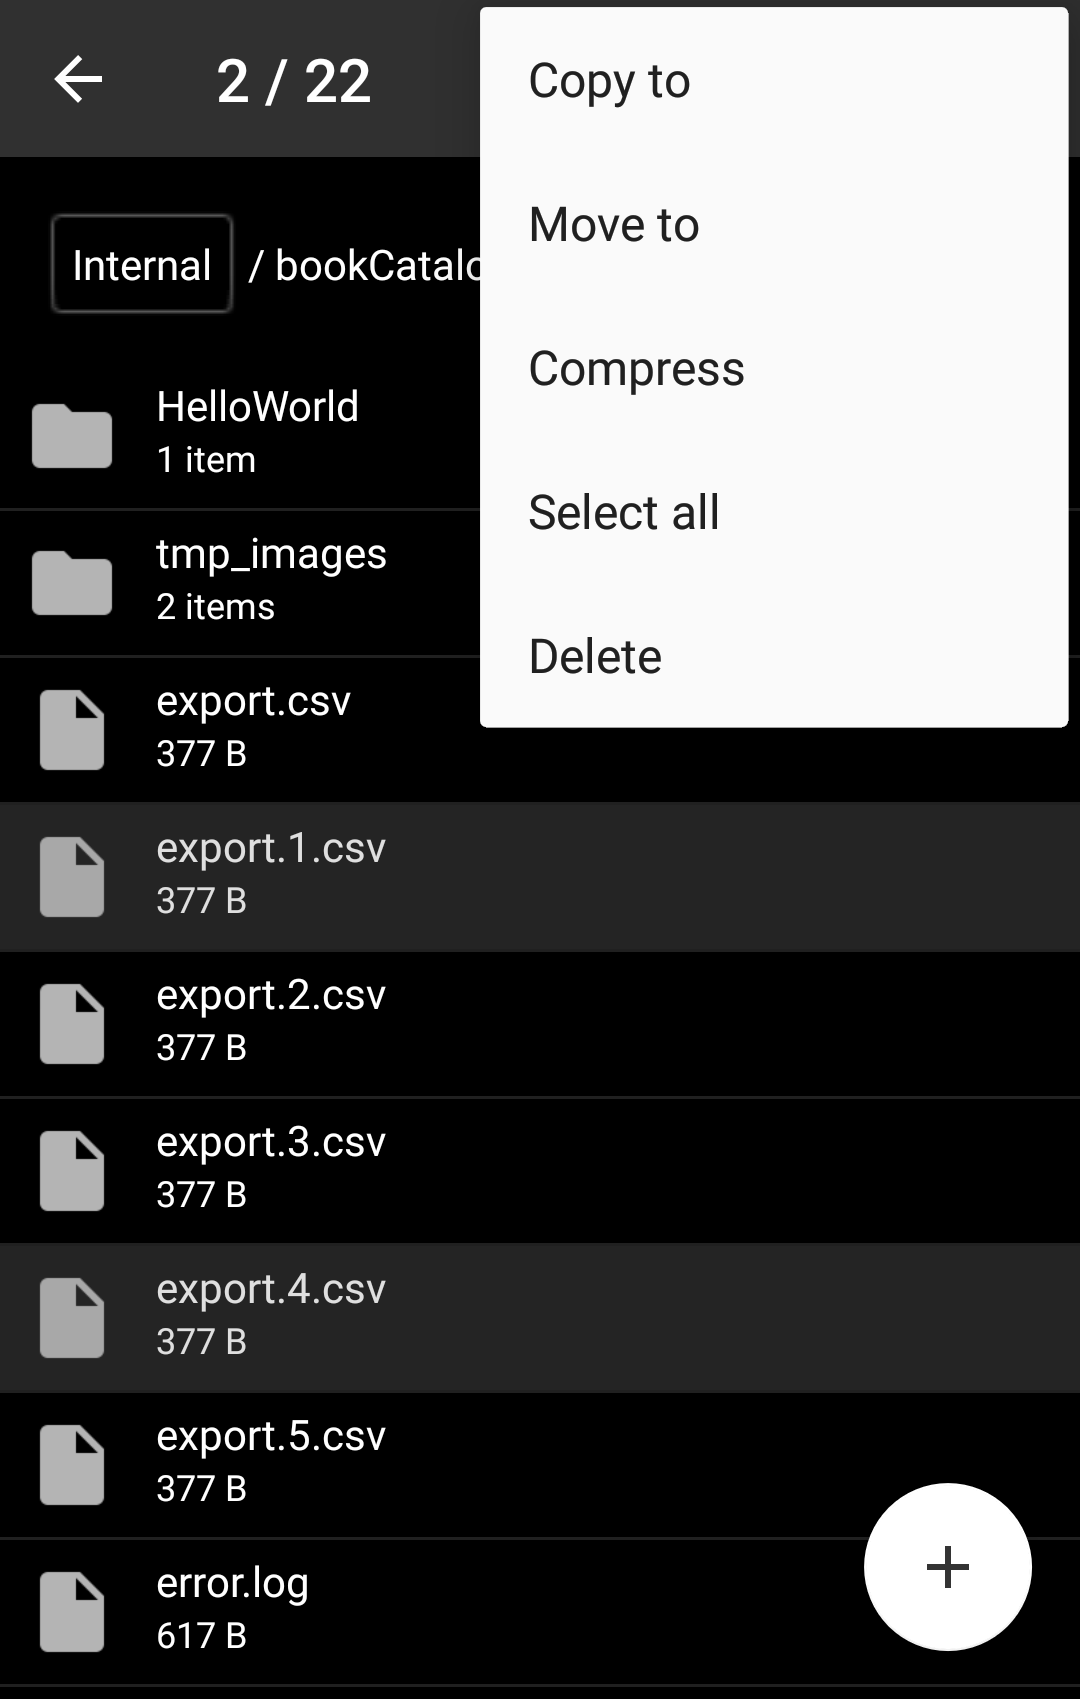 2 / 22
Copy to
Move to
Compress
Select all
Delete
Internal / bookCatalo
HelloWorld
1 item
tmp_images
2 items
export.csv
377 B
export.1.csv
377 B
export.2.csv
377 B
export.3.csv
377 B
export.4.csv
377 B
export.5.csv
377 B
error.log
617 B